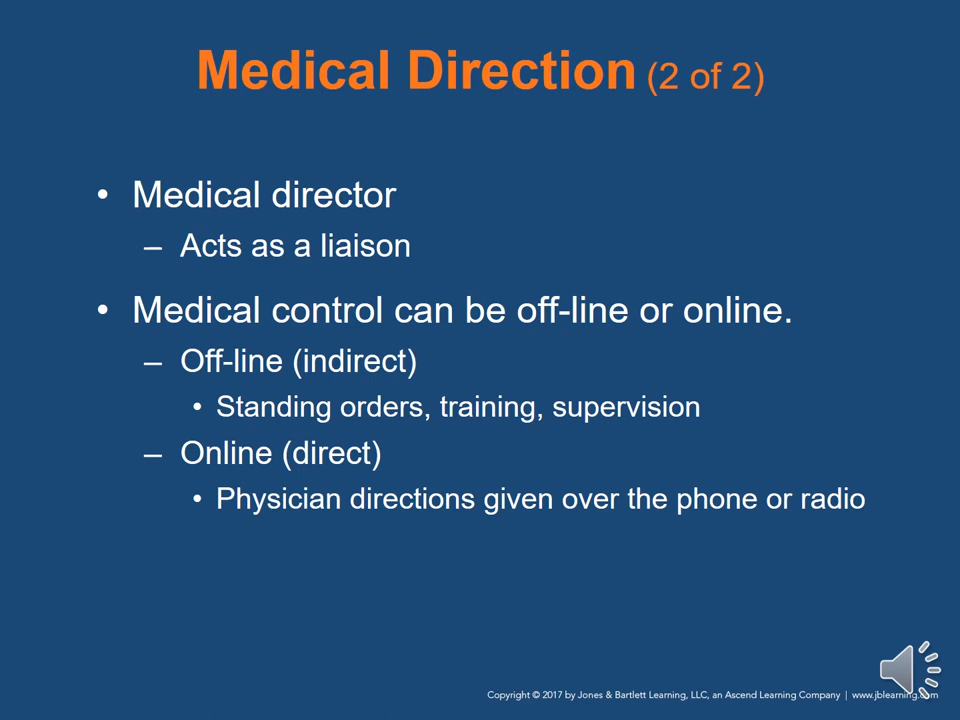 Medical Direction (2 of 2)
• Medical director
– Acts as a liaison
• Medical control can be off-line or online.
– Off-line (indirect)
• Standing orders, training, supervision
– Online (direct)
• Physician directions given over the phone or radio
Copyright © 2017 by Jones & Bartlett Learning, LLC, an Ascend Learning Company | www.jblearning.com